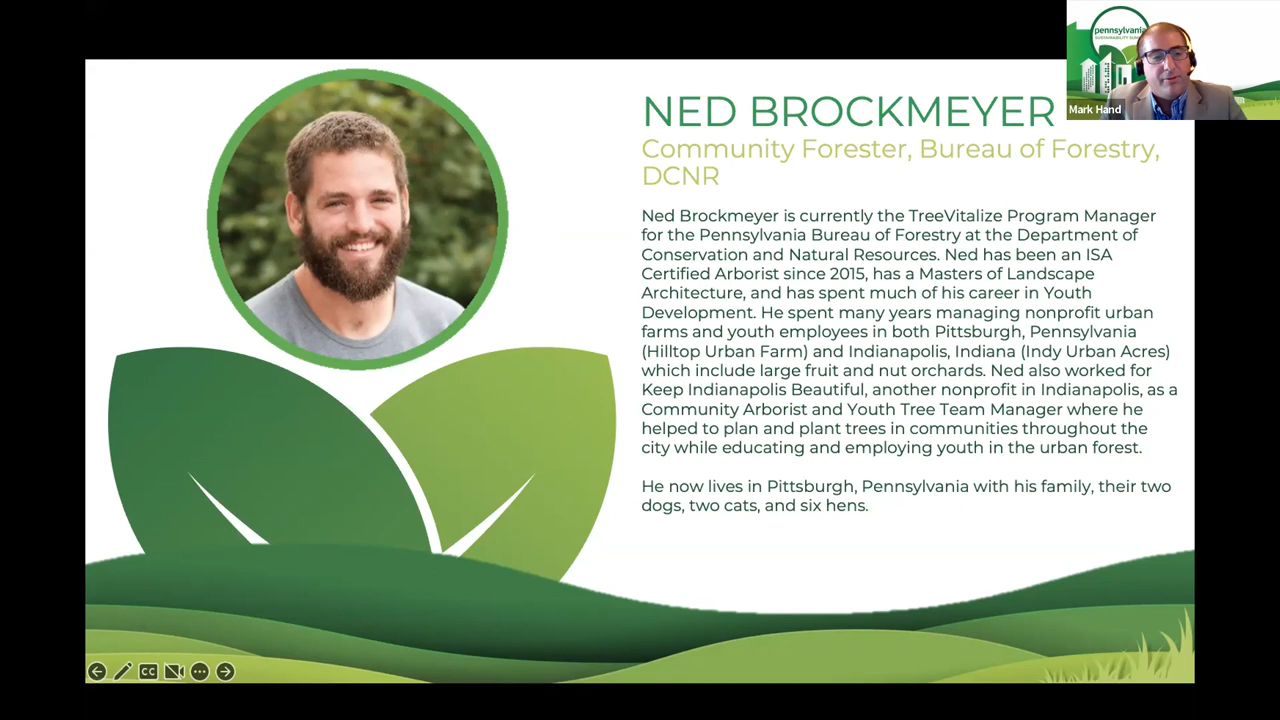 pennsylvania
Mark Hand
NED BROCKMEYER
Community Forester, Bureau of Forestry,
DCNR
Ned Brockmeyer is currently the TreeVitalize Program Manager
for the Pennsylvania Bureau of Forestry at the Department of
Conservation and Natural Resources. Ned has been an ISA
Certified Arborist since 2015, has a Masters of Landscape
Architecture, and has spent much of his career in Youth
Development. He spent many years managing nonprofit urban
farms and youth employees in both Pittsburgh, Pennsylvania
(Hilltop Urban Farm) and Indianapolis, Indiana (Indy Urban Acres)
which include large fruit and nut orchards. Ned also worked for
Keep Indianapolis Beautiful, another nonprofit in Indianapolis, as a
Community Arborist and Youth Tree Team Manager where he
helped to plan and plant trees in communities throughout the
city while educating and employing youth in the urban forest.
He now lives in Pittsburgh, Pennsylvania with his family, their two
dogs, two cats, and six hens.
CC